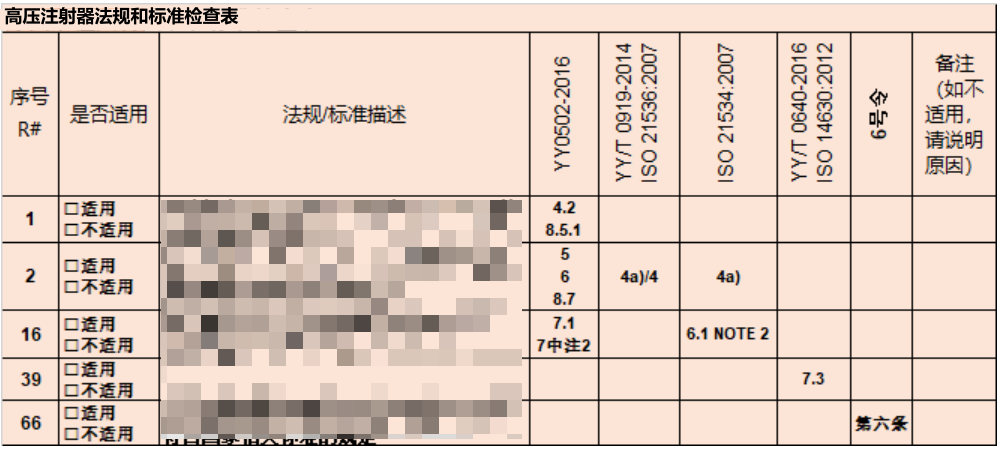 高压注射器法规和标准检查表
序号
R#
是否适用
法规/标准描述
YY0502-2016
YY/T 0919-2014
ISO 21536:2007
ISO 21534:2007
YY/T 0640-2016
ISO 14630:2012
6号令
备注
（如不
适用，
请说明
原因）
1
☐适用
☐不适用
4.2
8.5.1
2
☐适用
☐不适用
5
6
8.7
4a)/4
4a)
16
☐适用
☐不适用
7.1
7中注2
6.1 NOTE 2
39
☐适用
☐不适用
7.3
66
☐适用
☐不适用
第六条